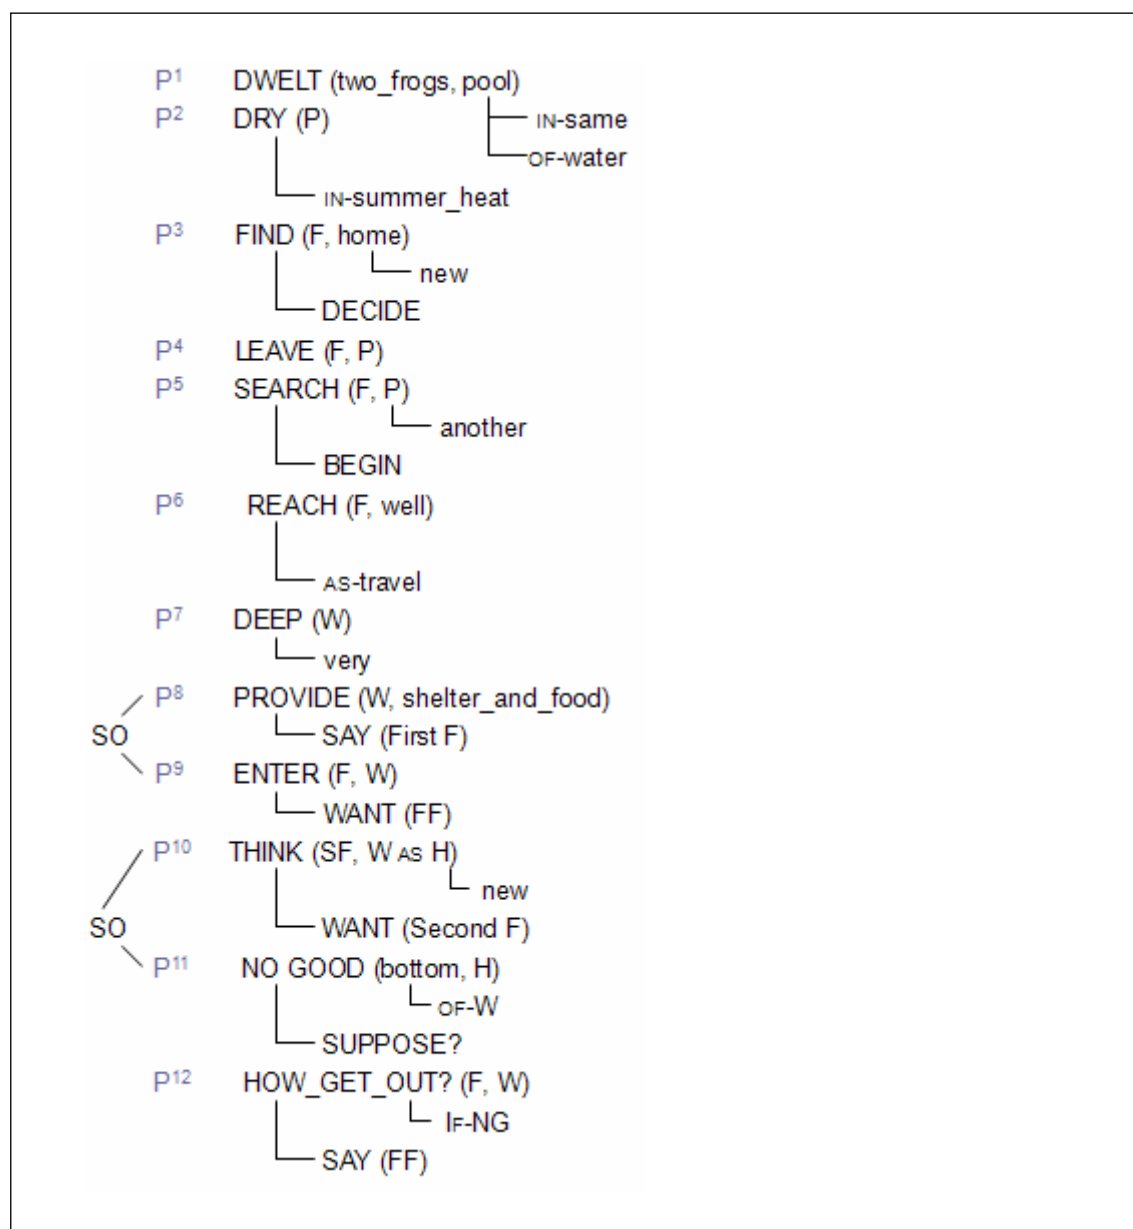 P1 DWELT (two_frogs, pool)
P2 DRY (P) IN-same
OF-water
IN-summer_heat
P3 FIND (F, home)
new
DECIDE
P4 LEAVE (F, P)
P5 SEARCH (F, P)
another
BEGIN
P6 REACH (F, well)
AS-travel
P7 DEEP (W)
very
P8 PROVIDE (W, shelter_and_food)
SO SAY (First F)
P9 ENTER (F, W)
WANT (FF)
P10 THINK (SF, W AS H)
new
SO WANT (Second F)
P11 NO GOOD (bottom, H)
OF-W
SUPPOSE?
P12 HOW_GET_OUT? (F, W)
IF-NG
SAY (FF)